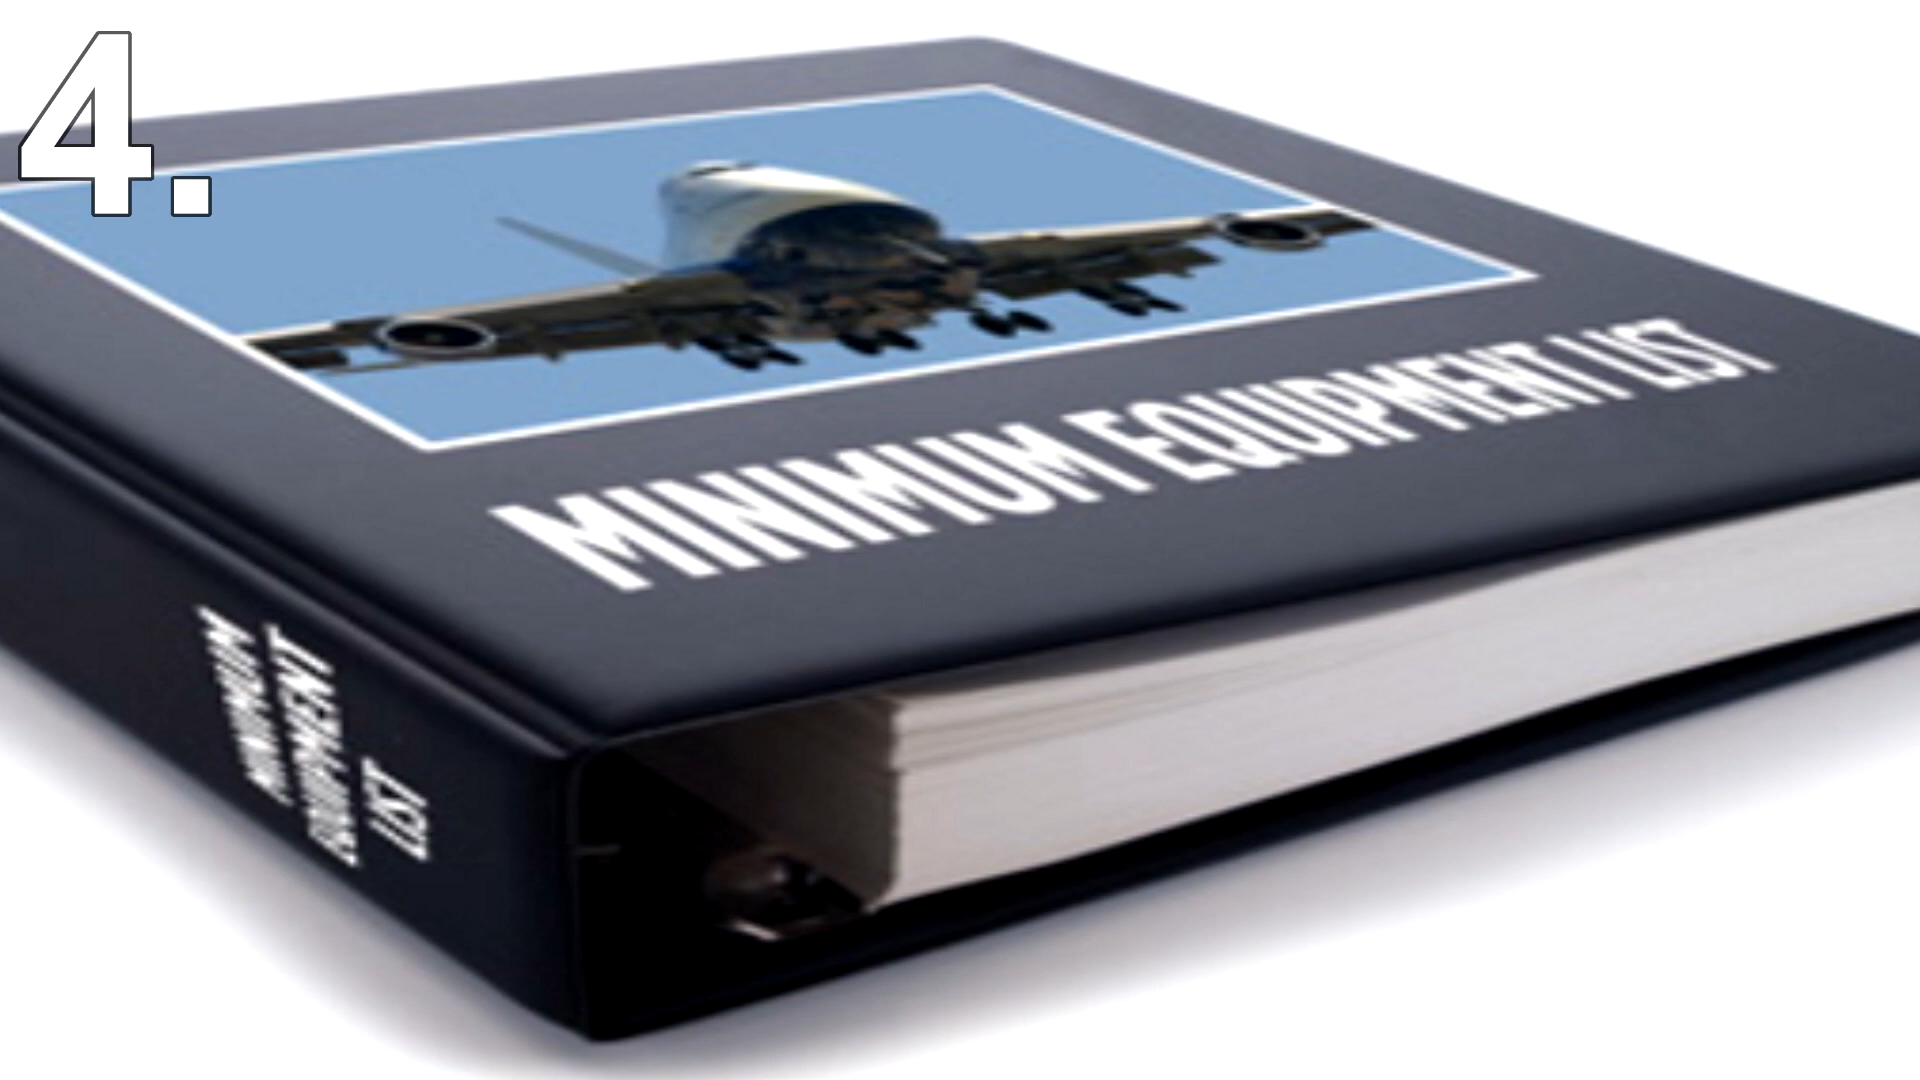 4.
MINIMUM EQUIPMENT LIST
MINIMUM
EQUIPMENT
LIST